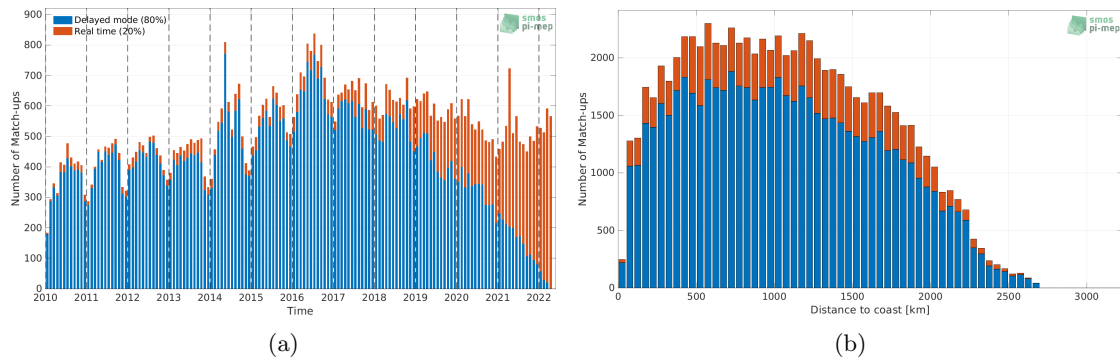 Delayed mode (80%)
Real time (20%)
smos
pi-mep
Number of Match-ups
900
800
700
600
500
400
300
200
100
0
2010 2011 2012 2013 2014 2015 2016 2017 2018 2019 2020 2021 2022
Time
(a)
smos
pi-mep
Number of Match-ups
2000
1500
1000
500
0
0 500 1000 1500 2000 2500 3000
Distance to coast [km]
(b)